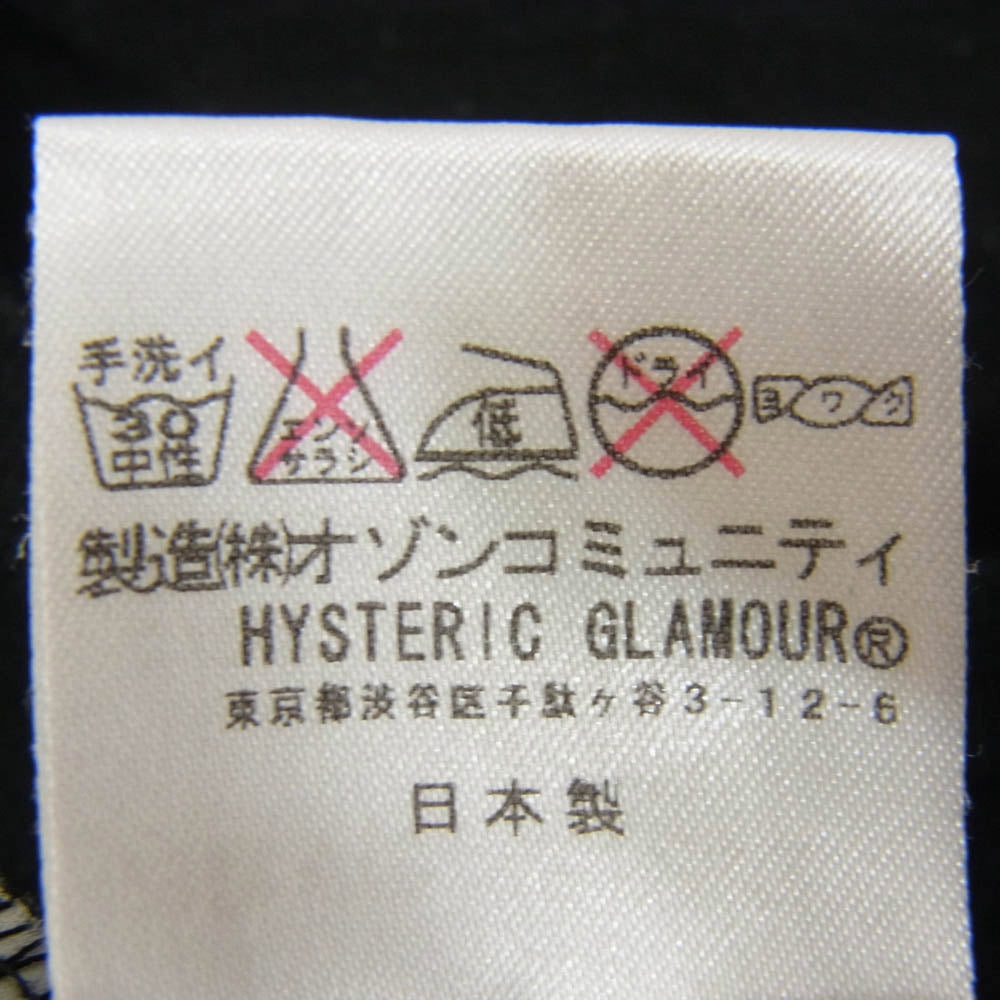 手洗イ
30
中性
エンソ
サラシ
低
ドライ
ヨワク
製造(株)オゾンコミュニティ
HYSTERIC GLAMOUR®
東京都渋谷区千駄ヶ谷3-12-6
日本製